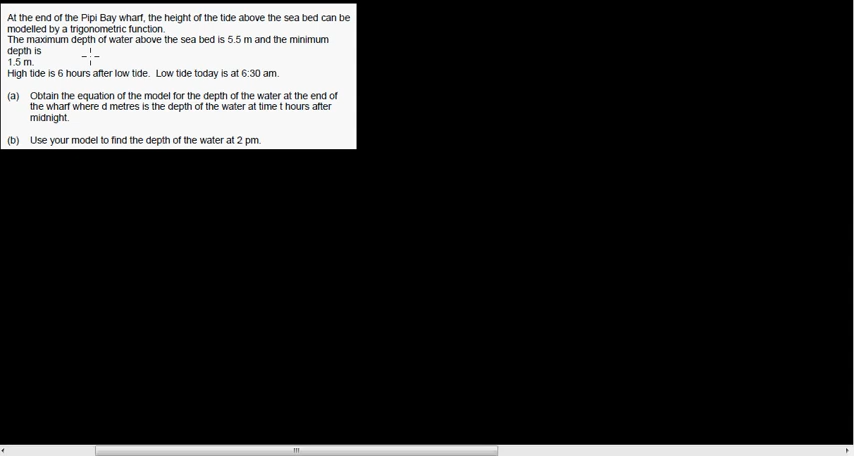 At the end of the Pipi Bay wharf, the height of the tide above the sea bed can be
modelled by a trigonometric function.
The maximum depth of water above the sea bed is 5.5 m and the minimum
depth is
1.5 m.
High tide is 6 hours after low tide.  Low tide today is at 6:30 am.
(a) Obtain the equation of the model for the depth of the water at the end of
the wharf where d metres is the depth of the water at time t hours after
midnight.
(b) Use your model to find the depth of the water at 2 pm.